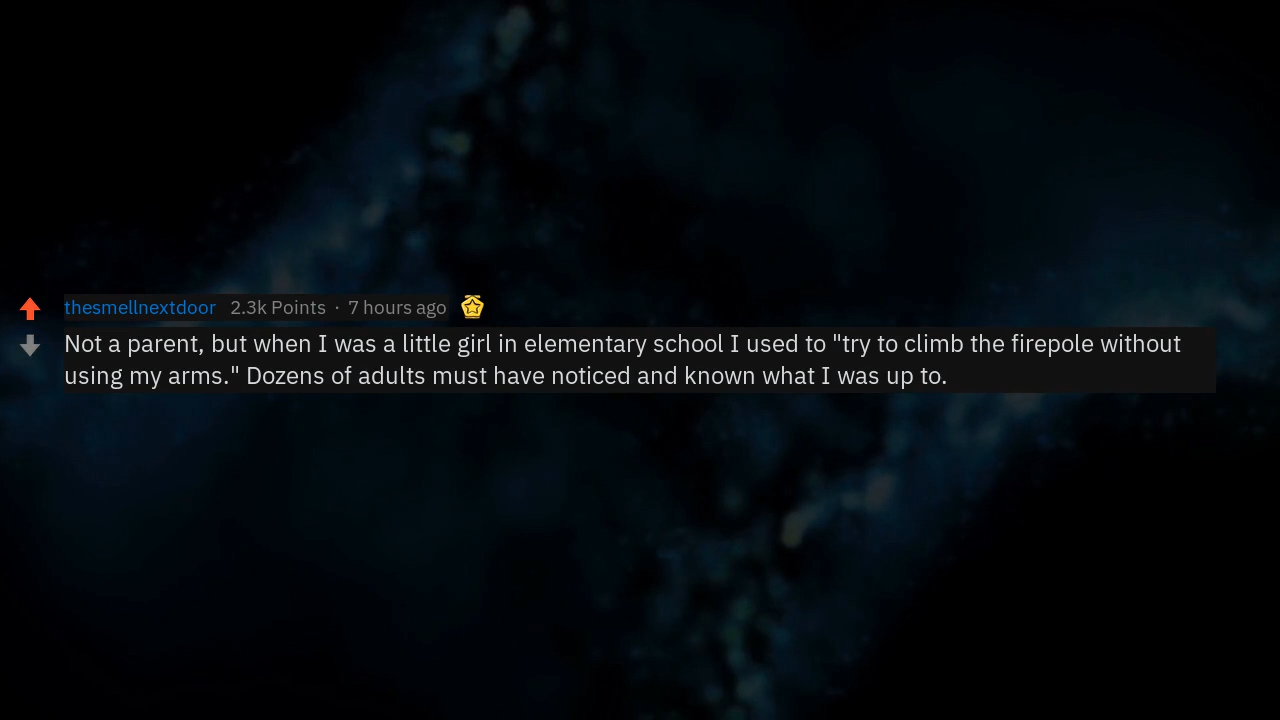 thesmellnextdoor 2.3k Points · 7 hours ago
Not a parent, but when I was a little girl in elementary school I used to "try to climb the firepole without
using my arms." Dozens of adults must have noticed and known what I was up to.